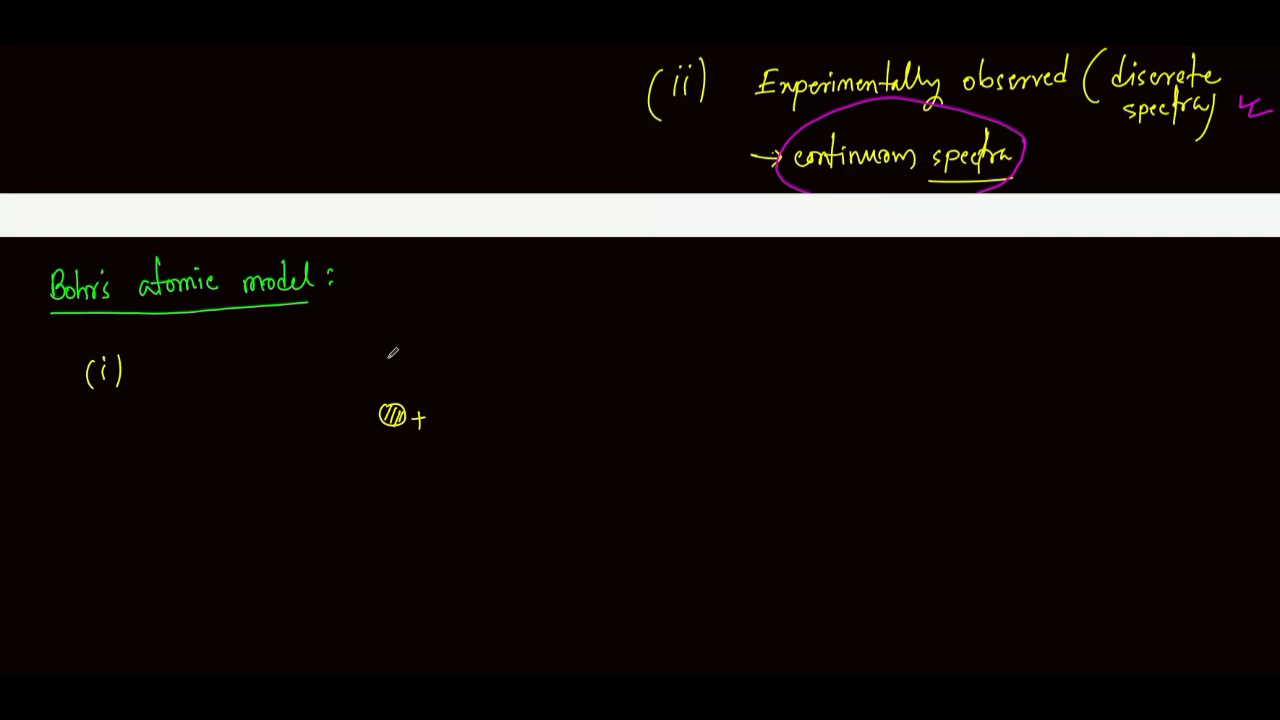 (ii) Experimentally observed (discrete
spectra)
→ continuous spectra
Bohr's atomic model:
(i)
+